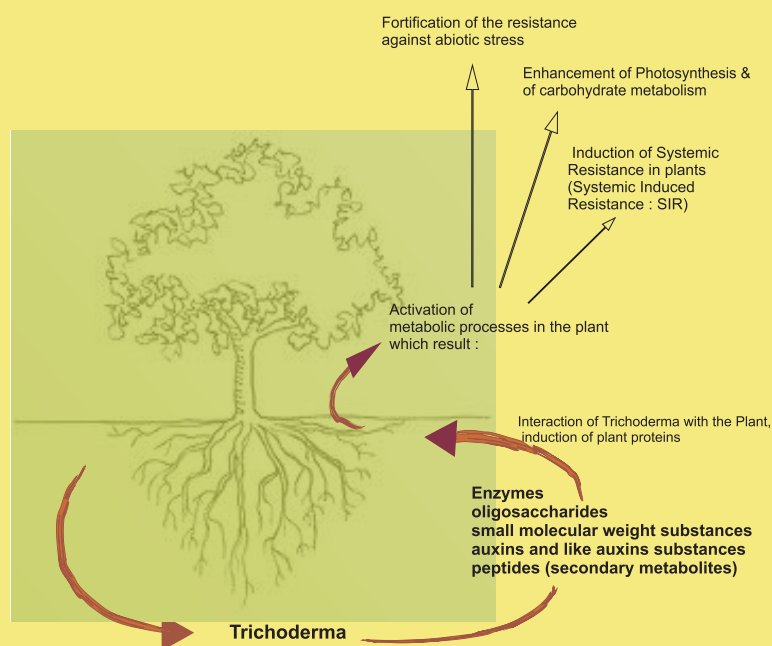 Fortification of the resistance
against abiotic stress
Enhancement of Photosynthesis &
of carbohydrate metabolism
Induction of Systemic
Resistance in plants
(Systemic Induced
Resistance : SIR)
Activation of
metabolic processes in the plant
which result :
Interaction of Trichoderma with the Plant,
induction of plant proteins
Enzymes
oligosaccharides
small molecular weight substances
auxins and like auxins substances
peptides (secondary metabolites)
Trichoderma